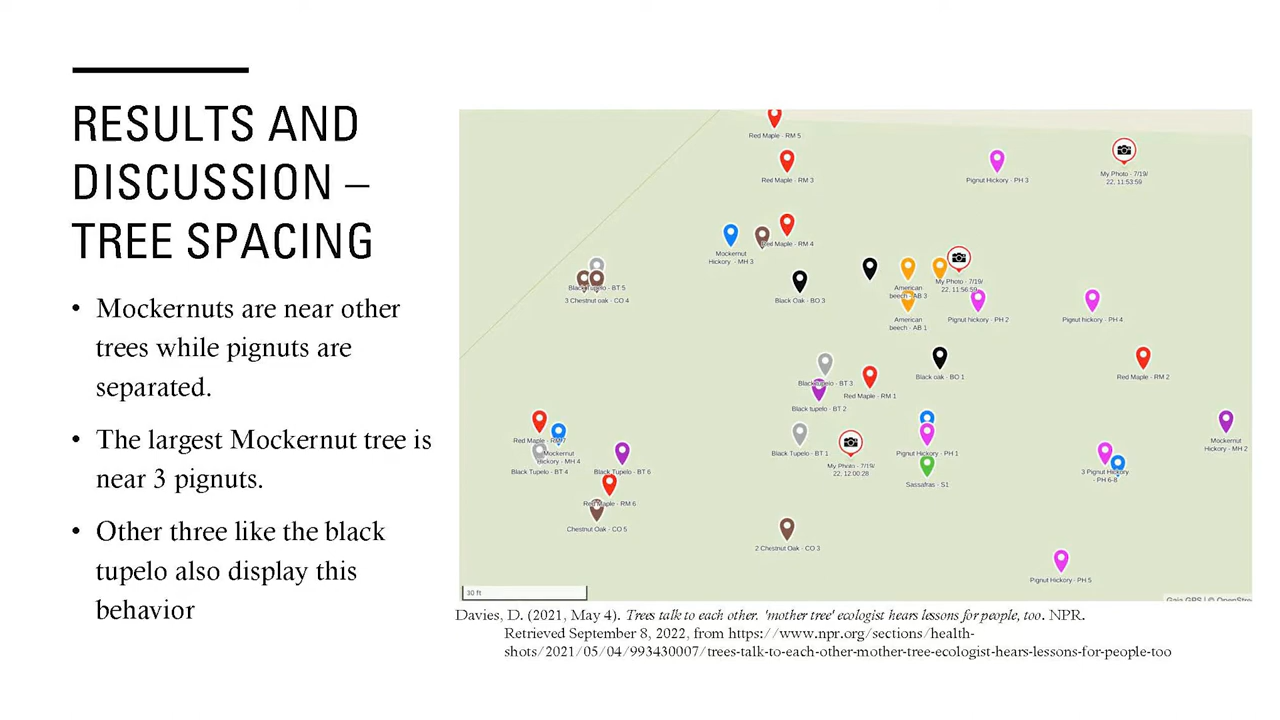 RESULTS AND
DISCUSSION –
TREE SPACING
• Mockernuts are near other
trees while pignuts are
separated.
• The largest Mockernut tree is
near 3 pignuts.
• Other three like the black
tupelo also display this
behavior
Red Maple - RM 5
Red Maple - RM 3
Pignut Hickory - PH 3
My Photo - 7/19/
22, 11:53:59
Red Maple - RM 4
Mockernut
Hickory - MH 3
Black Tupelo - BT 5
3 Chestnut oak - CO 4
Black Oak - BO 3
American
beech - AB 3
My Photo - 7/19/
22, 11:56:59
American
beech - AB 1
Pignut hickory - PH 2
Pignut hickory - PH 4
Black tupelo - BT 3
Black oak - BO 1
Red Maple - RM 2
Red Maple - RM 1
Black tupelo - BT 2
Red Maple - RM 7
Mockernut
Hickory - MH 4
Black Tupelo - BT 4
Black Tupelo - BT 6
Black Tupelo - BT 1
My Photo - 7/19/
22, 12:00:28
Pignut Hickory - PH 1
Mockernut
Hickory - MH 2
3 Pignut Hickory
- PH 6-8
Sassafras - S1
Red Maple - RM 6
Chestnut Oak - CO 5
2 Chestnut Oak - CO 3
Pignut Hickory - PH 5
30 ft
Gaia GPS | © OpenStre
Davies, D. (2021, May 4). Trees talk to each other. 'mother tree' ecologist hears lessons for people, too. NPR.
Retrieved September 8, 2022, from https://www.npr.org/sections/health-
shots/2021/05/04/993430007/trees-talk-to-each-other-mother-tree-ecologist-hears-lessons-for-people-too